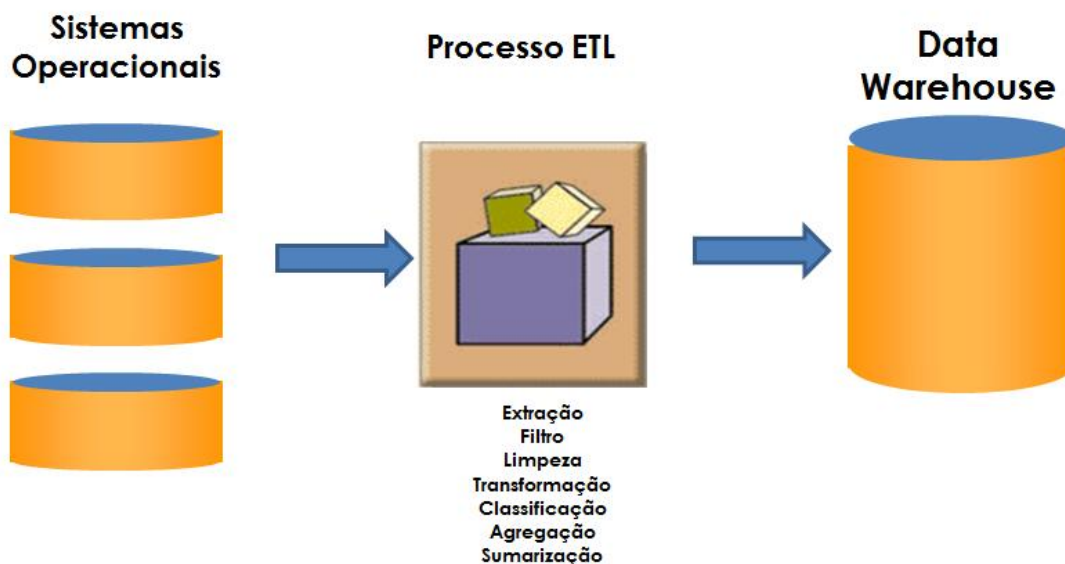 Sistemas
Operacionais
Processo ETL
Data
Warehouse
Extração
Filtro
Limpeza
Transformação
Classificação
Agregação
Sumarização